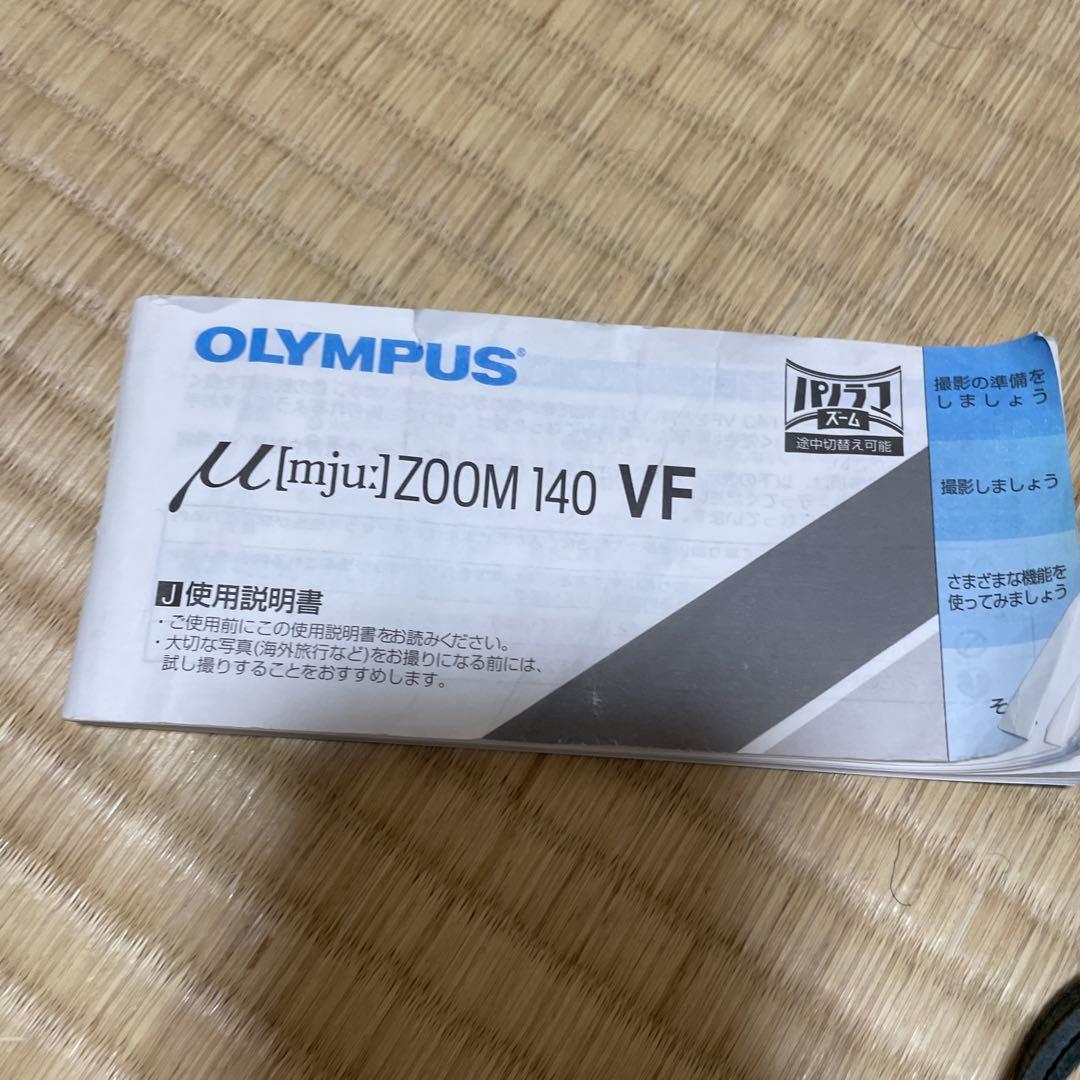 OLYMPUS®
μ[mju:] ZOOM 140 VF
パノラマ
ズーム
途中切替え可能
J 使用説明書
・ご使用前にこの使用説明書をお読みください。
・大切な写真(海外旅行など)をお撮りになる前には、
試し撮りすることをおすすめします。
撮影の準備を
しましょう
撮影しましょう
さまざまな機能を
使ってみましょう
そ